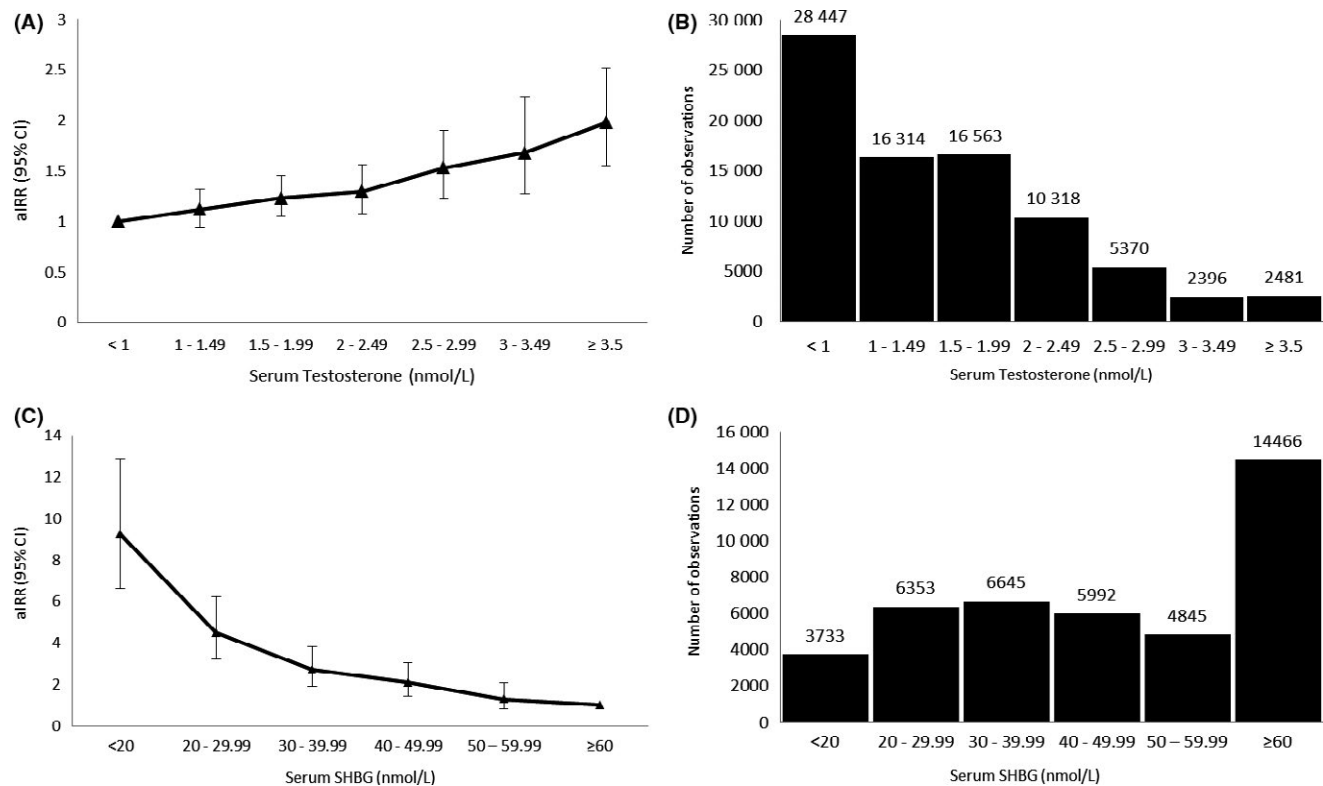 (A)
3
2.5
2
1.5
1
0.5
0
aIRR (95% CI)
< 1 1 - 1.49 1.5 - 1.99 2 - 2.49 2.5 - 2.99 3 - 3.49 ≥ 3.5
Serum Testosterone (nmol/L)
(B)
30 000
25 000
20 000
15 000
10 000
5000
0
Number of observations
28 447
16 314
16 563
10 318
5370
2396
2481
< 1 1 - 1.49 1.5 - 1.99 2 - 2.49 2.5 - 2.99 3 - 3.49 ≥ 3.5
Serum Testosterone (nmol/L)
(C)
14
12
10
8
6
4
2
0
aIRR (95% CI)
<20 20 - 29.99 30 - 39.99 40 - 49.99 50 – 59.99 ≥60
Serum SHBG (nmol/L)
(D)
16 000
14 000
12 000
10 000
8000
6000
4000
2000
0
Number of observations
3733
6353
6645
5992
4845
14466
<20 20 - 29.99 30 - 39.99 40 - 49.99 50 – 59.99 ≥60
Serum SHBG (nmol/L)